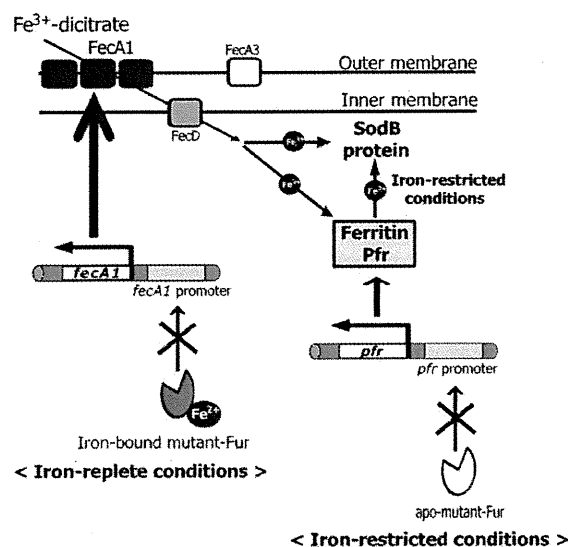 Fe3+-dicitrate
FecA1
FecA3
Outer membrane
Inner membrane
FecD
SodB
protein
Iron-restricted
conditions
Ferritin
Pfr
fecA1
fecA1 promoter
pfr
pfr promoter
Fe2+
Iron-bound mutant-Fur
< Iron-replete conditions >
apo-mutant-Fur
< Iron-restricted conditions >